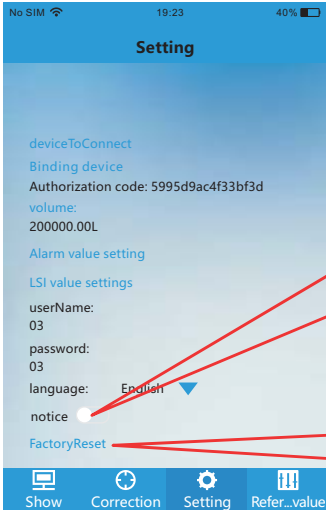 No SIM 19:23 40%
Setting
deviceToConnect
Binding device
Authorization code: 5995d9ac4f33bf3d
volume:
200000.00L
Alarm value setting
LSI value settings
userName:
03
password:
03
language: English
notice
FactoryReset
Show Correction Setting Refer...value